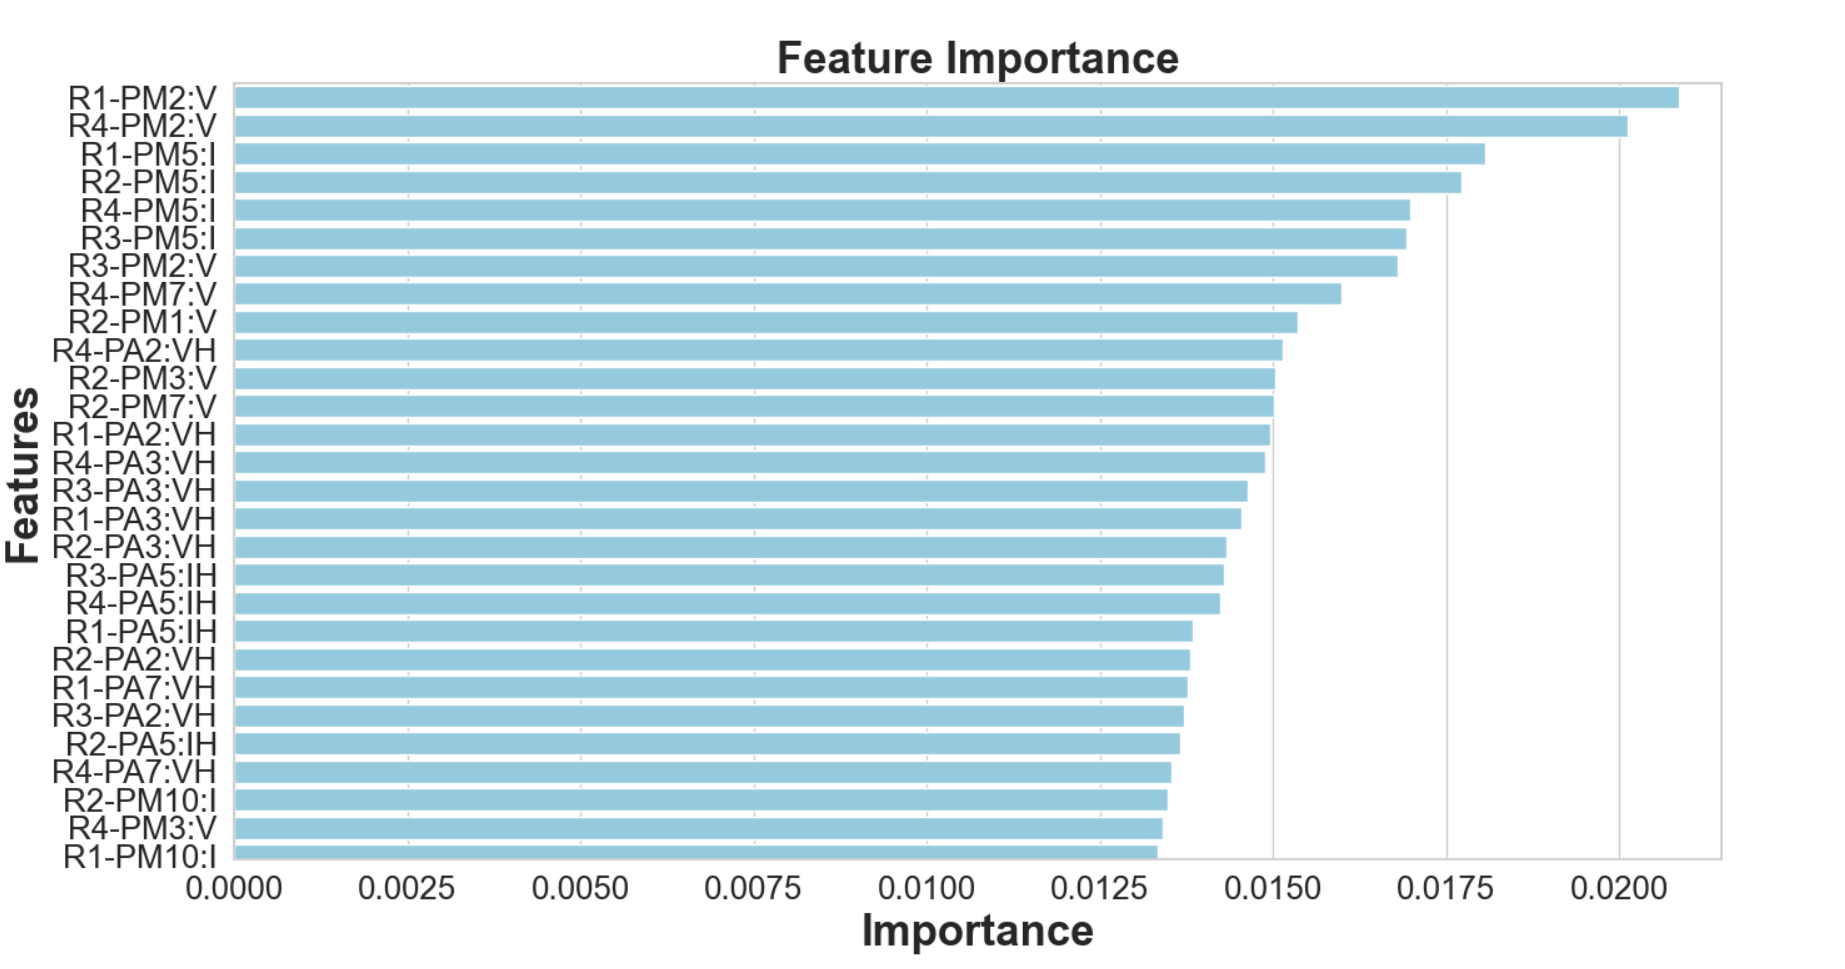 Feature Importance
R1-PM2:V
R4-PM2:V
R1-PM5:I
R2-PM5:I
R4-PM5:I
R3-PM5:I
R3-PM2:V
R4-PM7:V
R2-PM1:V
R4-PA2:VH
R2-PM3:V
R2-PM7:V
R1-PA2:VH
R4-PA3:VH
R3-PA3:VH
R1-PA3:VH
R2-PA3:VH
R3-PA5:IH
R4-PA5:IH
R1-PA5:IH
R2-PA2:VH
R1-PA7:VH
R3-PA2:VH
R2-PA5:IH
R4-PA7:VH
R2-PM10:I
R4-PM3:V
R1-PM10:I
Features
0.0000 0.0025 0.0050 0.0075 0.0100 0.0125 0.0150 0.0175 0.0200
Importance